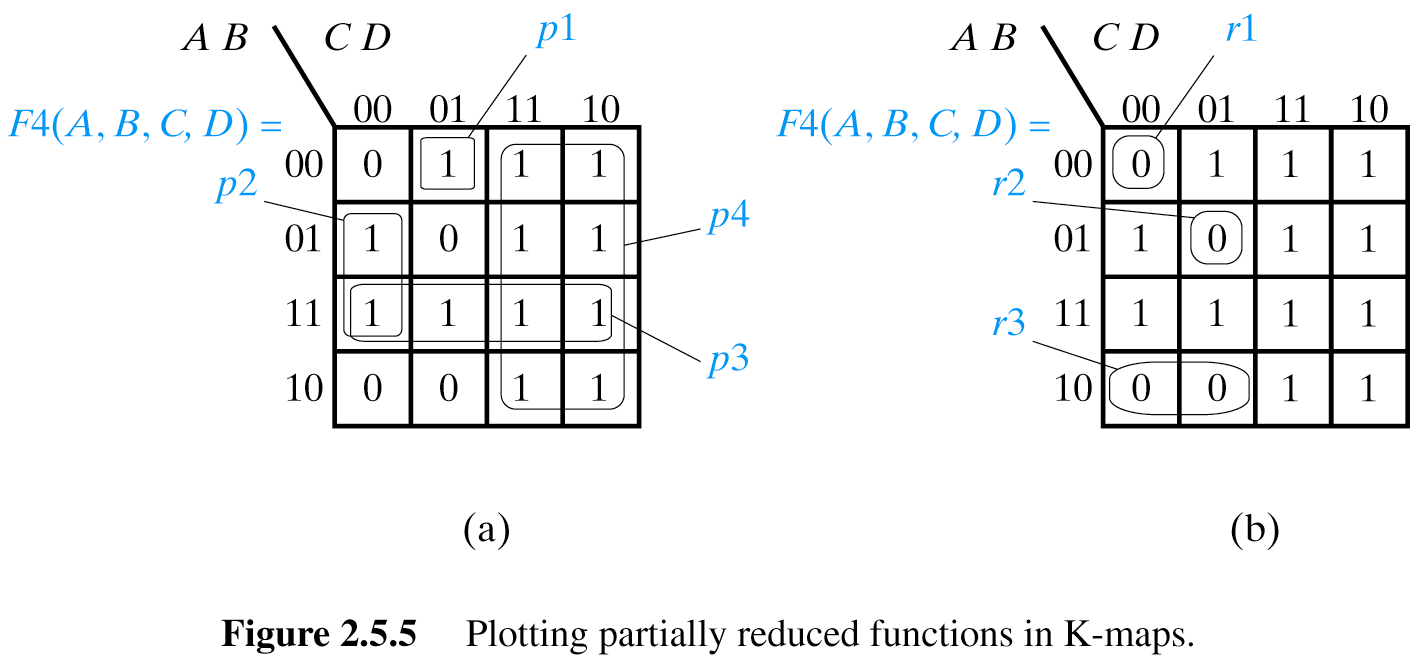 A B C D p1 A B C D r1
00 01 11 10 00 01 11 10
F4(A, B, C, D) = F4(A, B, C, D) =
00 0 1 1 1 00 0 1 1 1
p2 r2
p4
01 1 0 1 1 01 1 0 1 1
11 1 1 1 1 11 1 1 1 1
r3
p3
10 0 0 1 1 10 0 0 1 1
(a) (b)
Figure 2.5.5 Plotting partially reduced functions in K-maps.